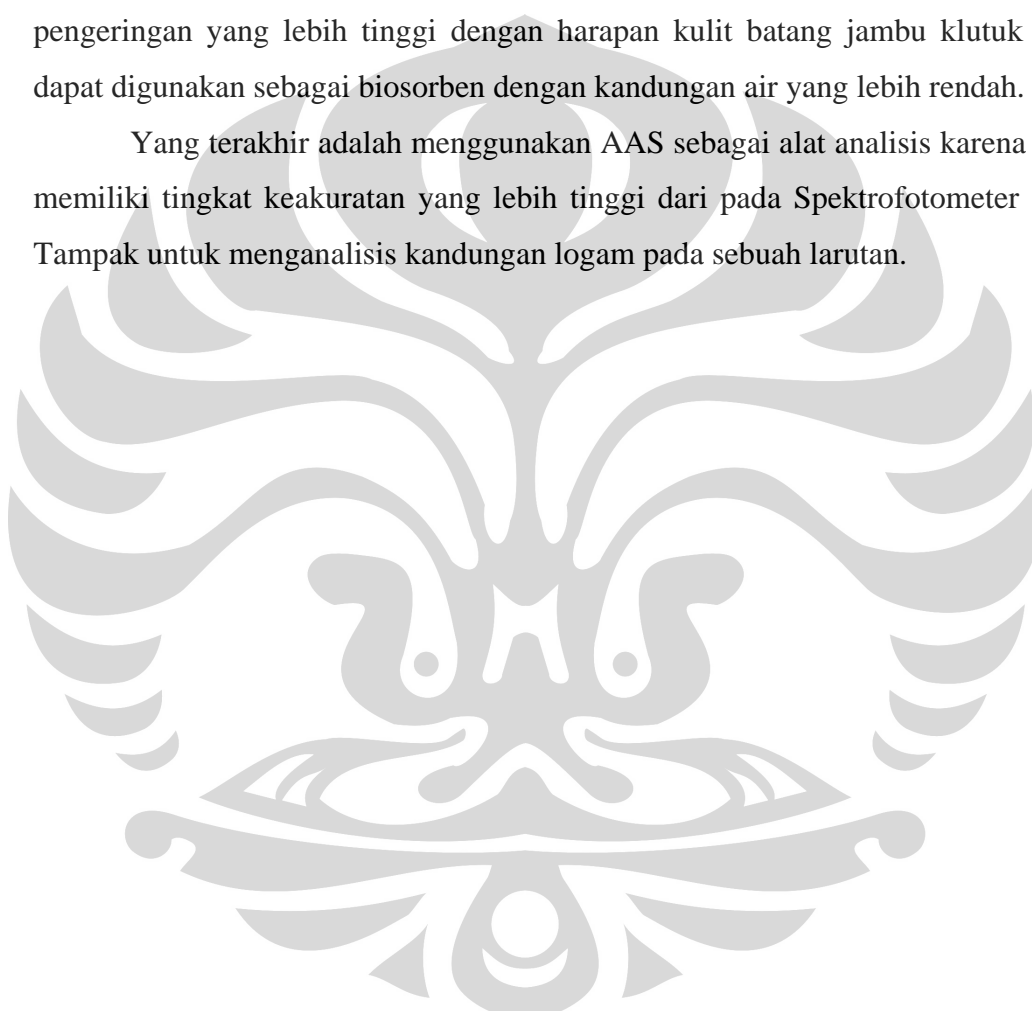 pengeringan yang lebih tinggi dengan harapan kulit batang jambu klutuk
dapat digunakan sebagai biosorben dengan kandungan air yang lebih rendah.
Yang terakhir adalah menggunakan AAS sebagai alat analisis karena
memiliki tingkat keakuratan yang lebih tinggi dari pada Spektrofotometer
Tampak untuk menganalisis kandungan logam pada sebuah larutan.